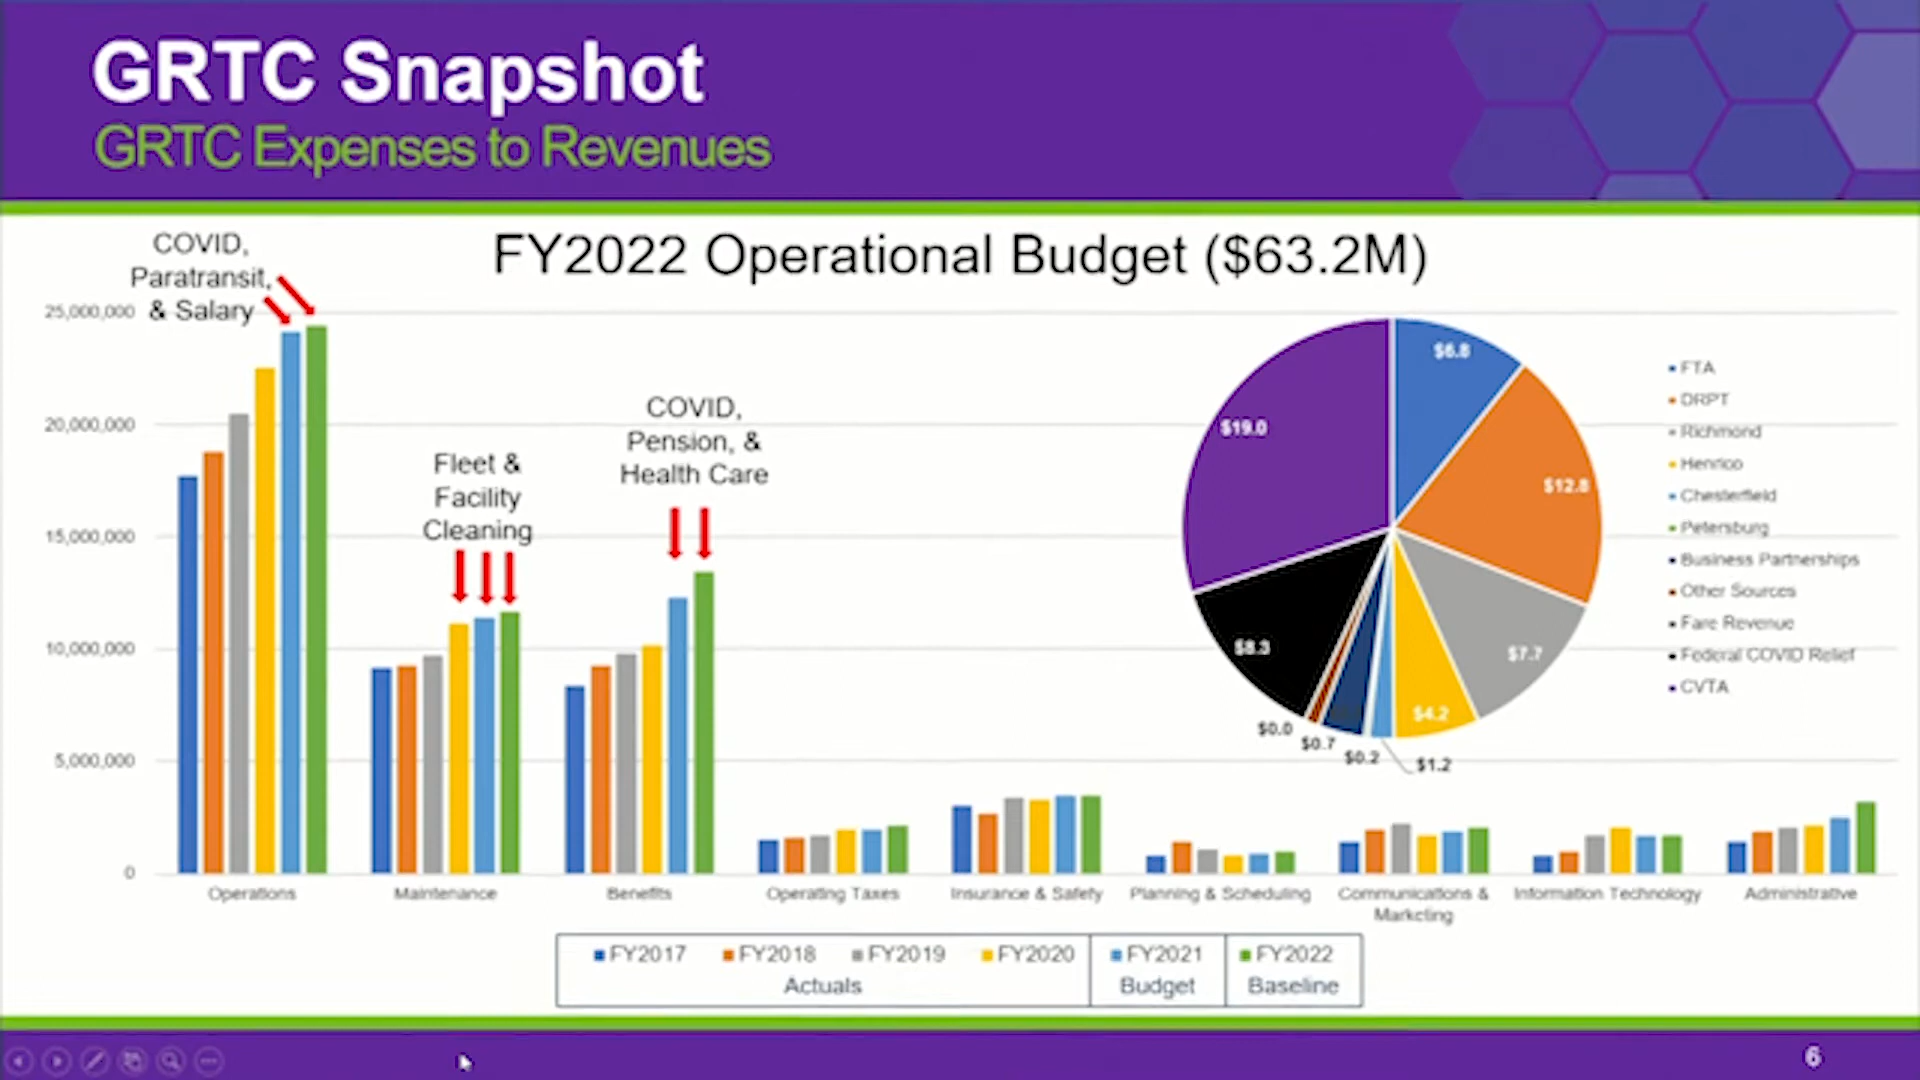 GRTC Snapshot
GRTC Expenses to Revenues
FY2022 Operational Budget ($63.2M)
COVID,
Paratransit,
& Salary
Fleet &
Facility
Cleaning
COVID,
Pension, &
Health Care
25,000,000
20,000,000
15,000,000
10,000,000
5,000,000
0
Operations
Maintenance
Benefits
Operating Taxes
Insurance & Safety
Planning & Scheduling
Communications &
Marketing
Information Technology
Administrative
$6.8
$12.8
$7.7
$4.2
$1.2
$0.2
$0.7
$0.0
$8.3
$19.0
FTA
DRPT
Richmond
Henrico
Chesterfield
Petersburg
Business Partnerships
Other Sources
Fare Revenue
Federal COVID Relief
CVTA
FY2017 FY2018 FY2019 FY2020 FY2021 FY2022
Actuals Budget Baseline
6